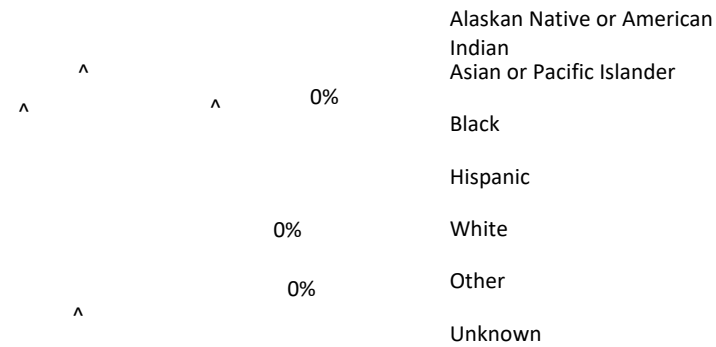 ^
^
^
0%
0%
0%
^
Alaskan Native or American
Indian
Asian or Pacific Islander
Black
Hispanic
White
Other
Unknown